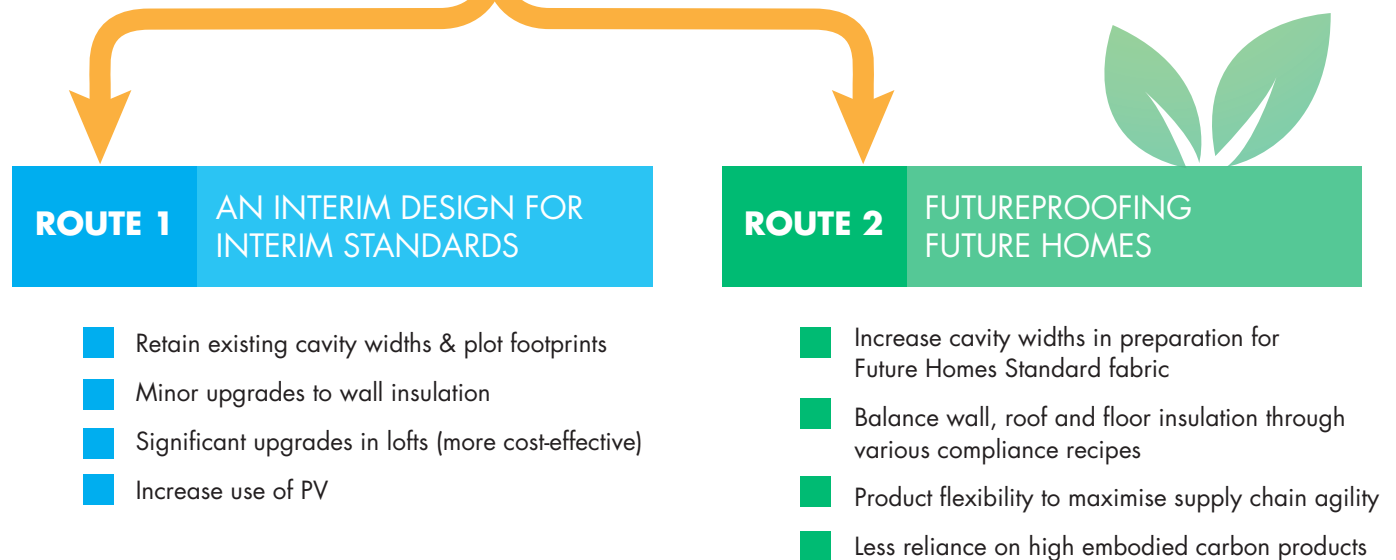 ROUTE 1
AN INTERIM DESIGN FOR
INTERIM STANDARDS
Retain existing cavity widths & plot footprints
Minor upgrades to wall insulation
Significant upgrades in lofts (more cost-effective)
Increase use of PV
ROUTE 2
FUTUREPROOFING
FUTURE HOMES
Increase cavity widths in preparation for
Future Homes Standard fabric
Balance wall, roof and floor insulation through
various compliance recipes
Product flexibility to maximise supply chain agility
Less reliance on high embodied carbon products